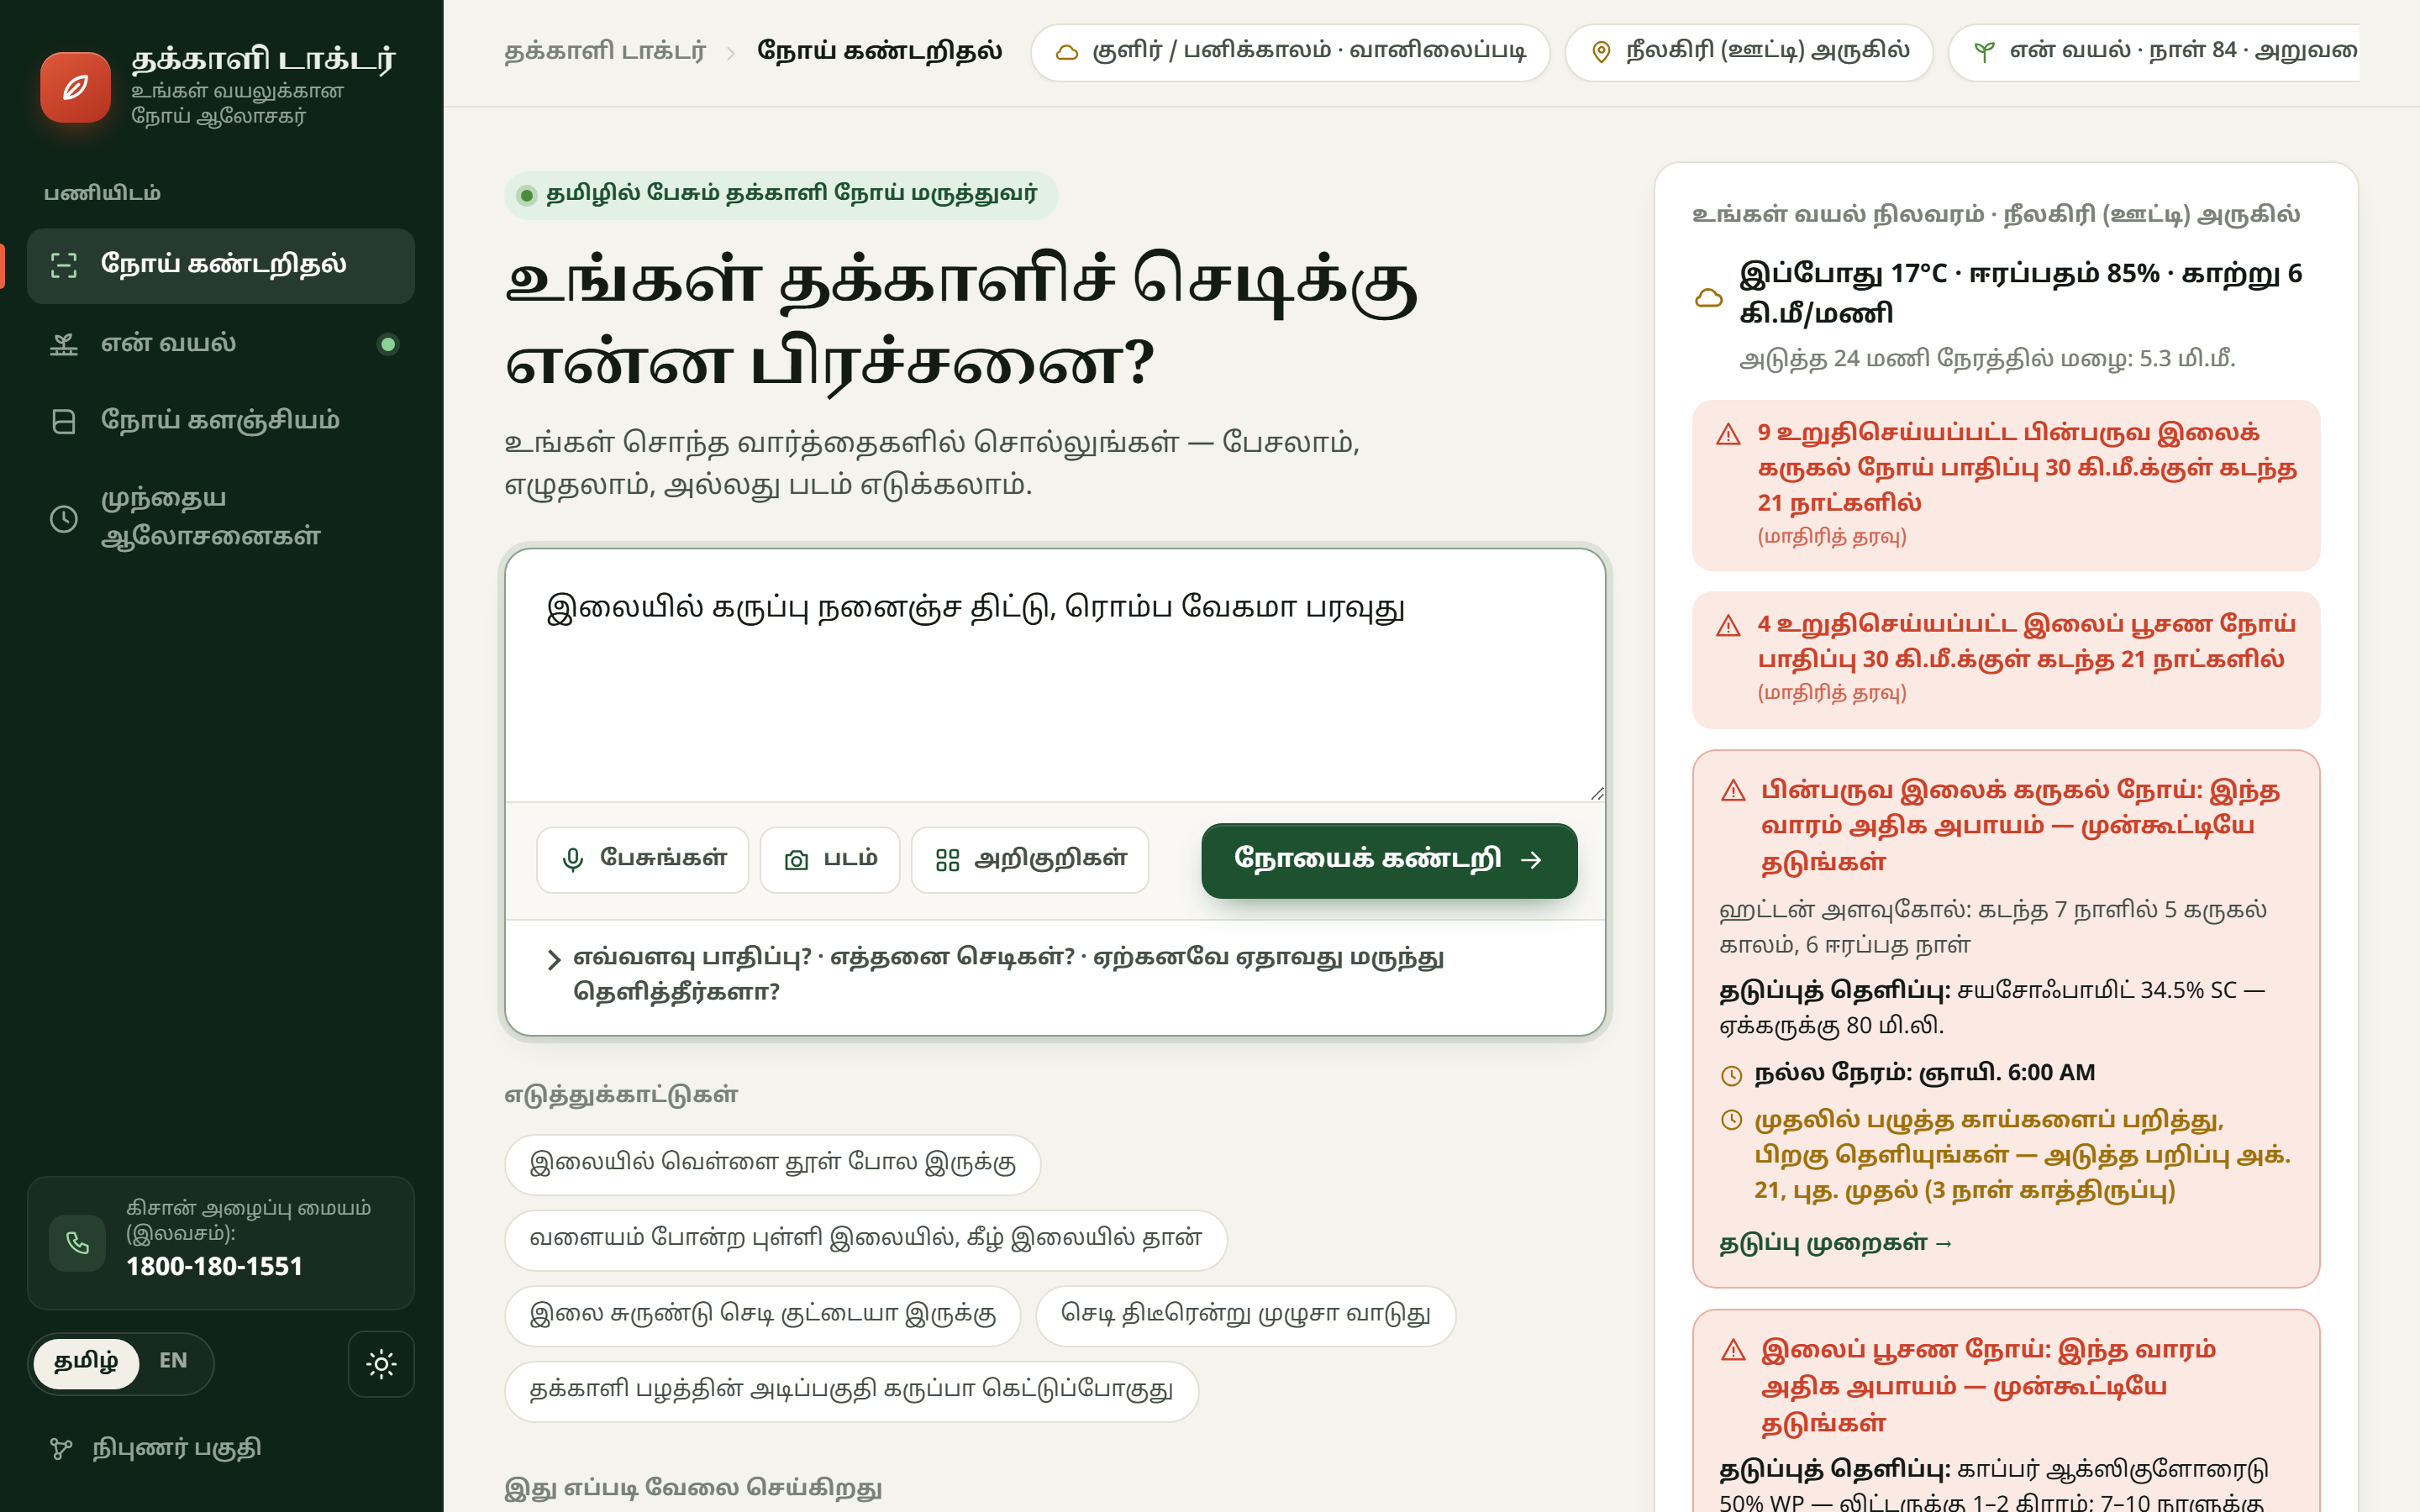 தக்காளி டாக்டர்
உங்கள் வயலுக்கான
நோய் ஆலோசகர்
பணியிடம்
நோய் கண்டறிதல்
என் வயல்
நோய் களஞ்சியம்
முந்தைய
ஆலோசனைகள்
கிசான் அழைப்பு மையம்
(இலவசம்):
1800-180-1551
தமிழ் EN
நிபுணர் பகுதி
தக்காளி டாக்டர் > நோய் கண்டறிதல்
குளிர் / பனிக்காலம் · வானிலைப்படி
நீலகிரி (ஊட்டி) அருகில்
என் வயல் · நாள் 84 · அறுவடை
தமிழில் பேசும் தக்காளி நோய் மருத்துவர்
உங்கள் தக்காளிச் செடிக்கு
என்ன பிரச்சனை?
உங்கள் சொந்த வார்த்தைகளில் சொல்லுங்கள் — பேசலாம்,
எழுதலாம், அல்லது படம் எடுக்கலாம்.
இலையில் கருப்பு நனைஞ்ச திட்டு, ரொம்ப வேகமா பரவுது
பேசுங்கள்
படம்
அறிகுறிகள்
நோயைக் கண்டறி →
எவ்வளவு பாதிப்பு? · எத்தனை செடிகள்? · ஏற்கனவே ஏதாவது மருந்து
தெளித்தீர்களா?
எடுத்துக்காட்டுகள்
இலையில் வெள்ளை தூள் போல இருக்கு
வளையம் போன்ற புள்ளி இலையில், கீழ் இலையில் தான்
இலை சுருண்டு செடி குட்டையா இருக்கு
செடி திடீரென்று முழுசா வாடுது
தக்காளி பழத்தின் அடிப்பகுதி கருப்பா கெட்டுப்போகுது
இது எப்படி வேலை செய்கிறது
உங்கள் வயல் நிலவரம் · நீலகிரி (ஊட்டி) அருகில்
இப்போது 17°C · ஈரப்பதம் 85% · காற்று 6
கி.மீ/மணி
அடுத்த 24 மணி நேரத்தில் மழை: 5.3 மி.மீ.
9 உறுதிசெய்யப்பட்ட பின்பருவ இலைக்
கருகல் நோய் பாதிப்பு 30 கி.மீ.க்குள் கடந்த
21 நாட்களில்
(மாதிரித் தரவு)
4 உறுதிசெய்யப்பட்ட இலைப் பூசண நோய்
பாதிப்பு 30 கி.மீ.க்குள் கடந்த 21 நாட்களில்
(மாதிரித் தரவு)
பின்பருவ இலைக் கருகல் நோய்: இந்த
வாரம் அதிக அபாயம் — முன்கூட்டியே
தடுங்கள்
ஹட்டன் அளவுகோல்: கடந்த 7 நாளில் 5 கருகல்
காலம், 6 ஈரப்பத நாள்
தடுப்புத் தெளிப்பு: சயசோஃபாமிட் 34.5% SC —
ஏக்கருக்கு 80 மி.லி.
நல்ல நேரம்: ஞாயி. 6:00 AM
முதலில் பழுத்த காய்களைப் பறித்து,
பிறகு தெளியுங்கள் — அடுத்த பறிப்பு அக்.
21, புத. முதல் (3 நாள் காத்திருப்பு)
தடுப்பு முறைகள் →
இலைப் பூசண நோய்: இந்த வாரம்
அதிக அபாயம் — முன்கூட்டியே
தடுங்கள்
தடுப்புத் தெளிப்பு: காப்பர் ஆக்ஸிகுளோரைடு
50% WP — லிட்டருக்கு 1–2 கிராம்; 7–10 நாளுக்கு